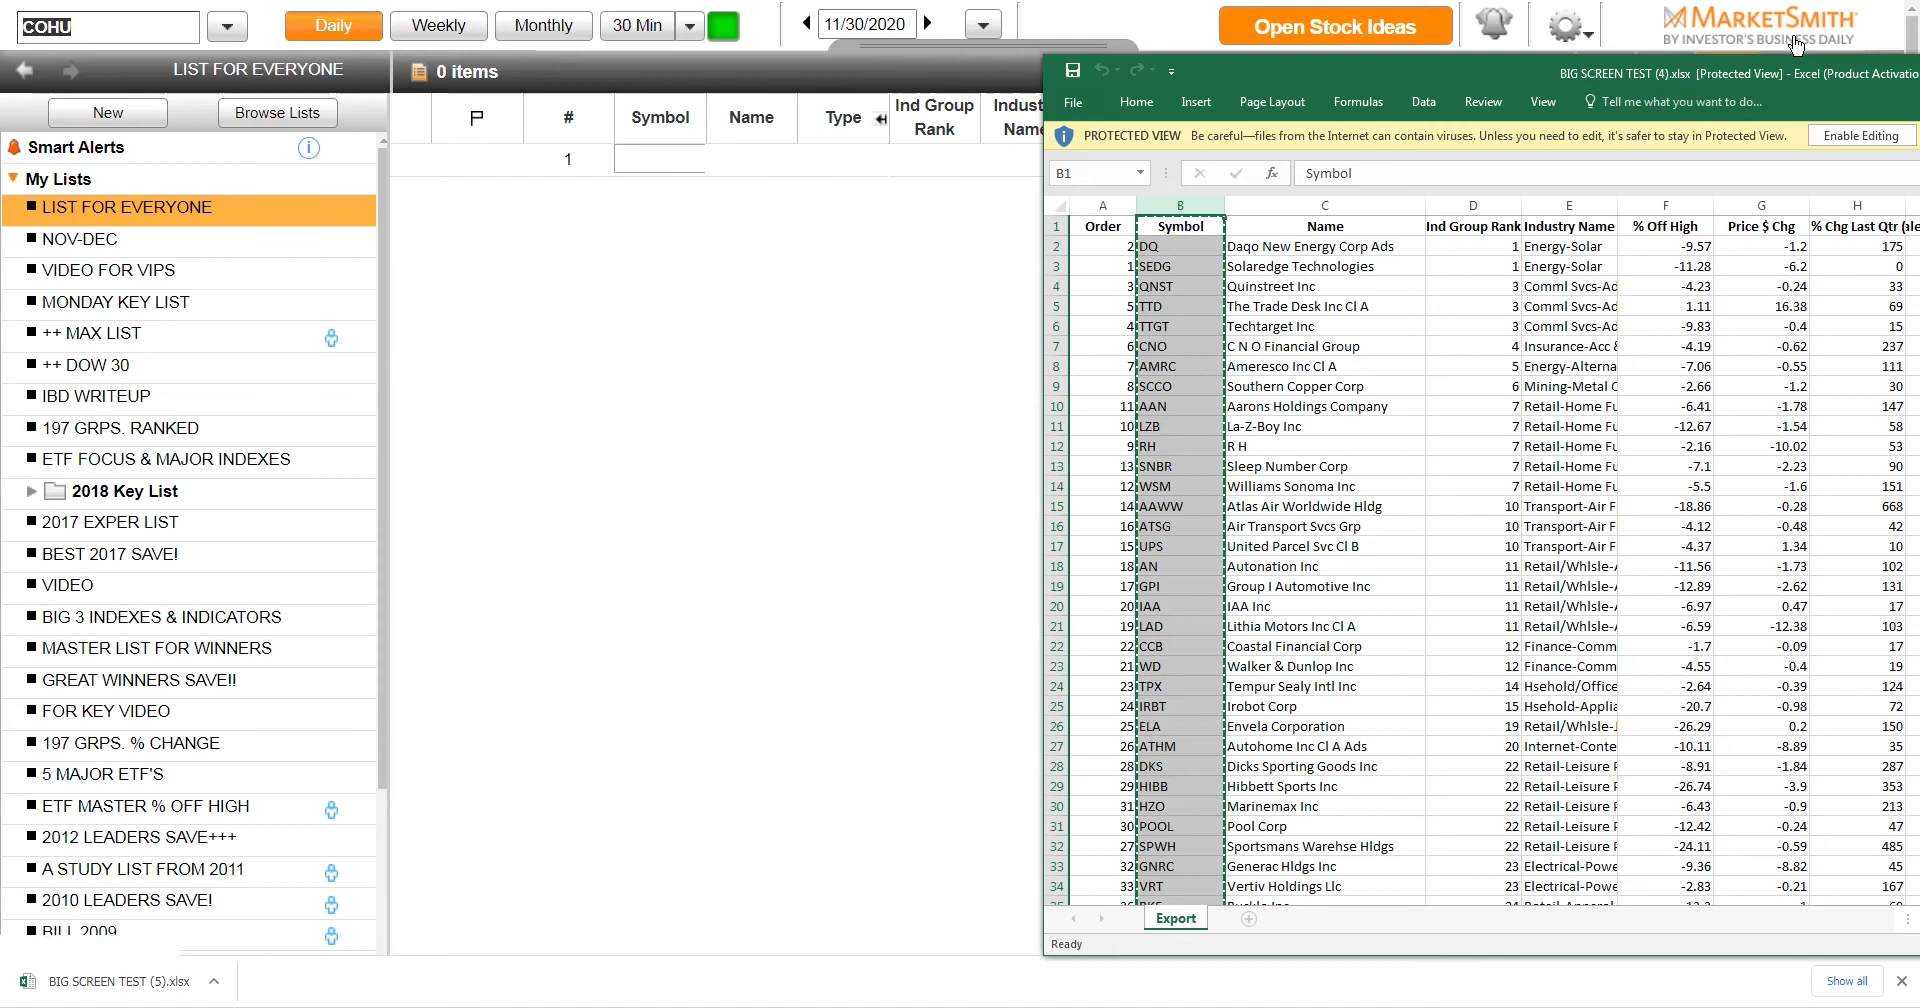 COHU Daily Weekly Monthly 30 Min 11/30/2020 Open Stock Ideas MARKETSMITH
BY INVESTOR'S BUSINESS DAILY
LIST FOR EVERYONE
0 items
New Browse Lists
Smart Alerts
My Lists
LIST FOR EVERYONE
NOV-DEC
VIDEO FOR VIPS
MONDAY KEY LIST
++ MAX LIST
++ DOW 30
IBD WRITEUP
197 GRPS. RANKED
ETF FOCUS & MAJOR INDEXES
2018 Key List
2017 EXPER LIST
BEST 2017 SAVE!
VIDEO
BIG 3 INDEXES & INDICATORS
MASTER LIST FOR WINNERS
GREAT WINNERS SAVE!!
FOR KEY VIDEO
197 GRPS. % CHANGE
5 MAJOR ETF'S
ETF MASTER % OFF HIGH
2012 LEADERS SAVE+++
A STUDY LIST FROM 2011
2010 LEADERS SAVE!
BILL 2009
# Symbol Name Type Ind Group Rank Indust Name
1
BIG SCREEN TEST (4).xlsx [Protected View] - Excel (Product Activatio
File Home Insert Page Layout Formulas Data Review View Tell me what you want to do...
PROTECTED VIEW Be careful—files from the Internet can contain viruses. Unless you need to edit, it's safer to stay in Protected View. Enable Editing
B1 fx Symbol
A B C D E F G H
1 Order Symbol Name Ind Group Rank Industry Name % Off High Price $ Chg % Chg Last Qtr (ale
2 2 DQ Daqo New Energy Corp Ads 1 Energy-Solar -9.57 -1.2 175
3 1 SEDG Solaredge Technologies 1 Energy-Solar -11.28 -6.2 0
4 3 QNST Quinstreet Inc 3 Comml Svcs-Ad -4.23 -0.24 33
5 5 TTD The Trade Desk Inc Cl A 3 Comml Svcs-Ad 1.11 16.38 69
6 4 TTGT Techtarget Inc 3 Comml Svcs-Ad -9.83 -0.4 15
7 6 CNO C N O Financial Group 4 Insurance-Acc & -4.19 -0.62 237
8 7 AMRC Ameresco Inc Cl A 5 Energy-Alterna -7.06 -0.55 111
9 8 SCCO Southern Copper Corp 6 Mining-Metal O -2.66 -1.2 30
10 11 AAN Aarons Holdings Company 7 Retail-Home Fu -6.41 -1.78 147
11 10 LZB La-Z-Boy Inc 7 Retail-Home Fu -12.67 -1.54 58
12 9 RH R H 7 Retail-Home Fu -2.16 -10.02 53
13 13 SNBR Sleep Number Corp 7 Retail-Home Fu -7.1 -2.23 90
14 12 WSM Williams Sonoma Inc 7 Retail-Home Fu -5.5 -1.6 151
15 14 AAWW Atlas Air Worldwide Hldg 10 Transport-Air F -18.86 -0.28 668
16 16 ATSG Air Transport Svcs Grp 10 Transport-Air F -4.12 -0.48 42
17 15 UPS United Parcel Svc Cl B 10 Transport-Air F -4.37 1.34 10
18 18 AN Autonation Inc 11 Retail/Whlsle-A -11.56 -1.73 102
19 17 GPI Group I Automotive Inc 11 Retail/Whlsle-A -12.89 -2.62 131
20 20 IAA IAA Inc 11 Retail/Whlsle-A -6.97 0.47 17
21 19 LAD Lithia Motors Inc Cl A 11 Retail/Whlsle-A -6.59 -12.38 103
22 22 CCB Coastal Financial Corp 12 Finance-Comm -1.7 -0.09 17
23 21 WD Walker & Dunlop Inc 12 Finance-Comm -4.55 -0.4 19
24 23 TPX Tempur Sealy Intl Inc 14 Hsehold/Office -2.64 -0.39 124
25 24 IRBT Irobot Corp 15 Hsehold-Applia -20.7 -0.98 72
26 25 ELA Envela Corporation 19 Retail/Whlsle-J -26.29 0.2 150
27 26 ATHM Autohome Inc Cl A Ads 20 Internet-Conte -10.11 -8.89 35
28 28 DKS Dicks Sporting Goods Inc 22 Retail-Leisure P -8.91 -1.84 287
29 29 HIBB Hibbett Sports Inc 22 Retail-Leisure P -26.74 -3.9 353
30 31 HZO Marinemax Inc 22 Retail-Leisure P -6.43 -0.9 213
31 30 POOL Pool Corp 22 Retail-Leisure P -12.42 -0.24 47
32 27 SPWH Sportsmans Warehse Hldgs 22 Retail-Leisure P -24.11 -0.59 485
33 32 GNRC Generac Hldgs Inc 23 Electrical-Powe -9.36 -8.82 45
34 33 VRT Vertiv Holdings Llc 23 Electrical-Powe -2.83 -0.21 167
Export
Ready
BIG SCREEN TEST (5).xlsx Show all